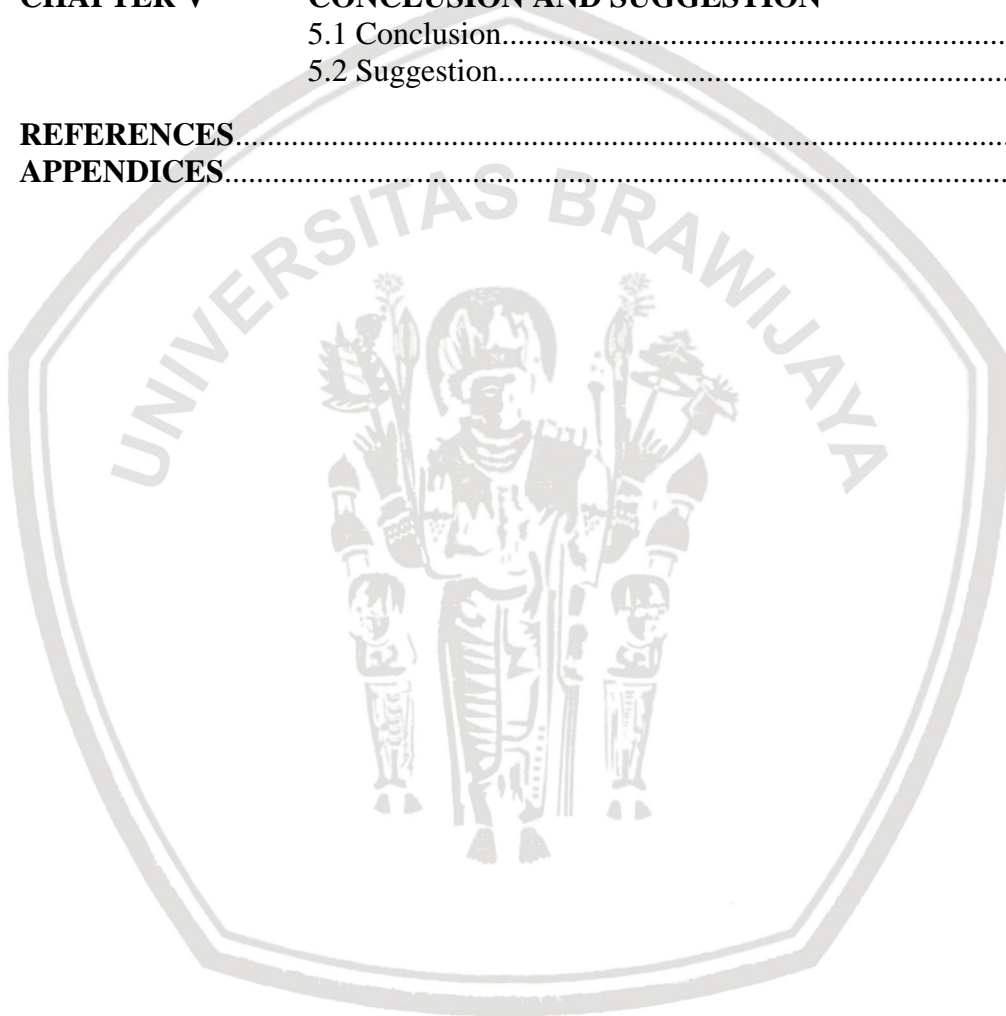 CHAPTER V CONCLUSION AND SUGGESTION
5.1 Conclusion
5.2 Suggestion
REFERENCES
APPENDICES
UNIVERSITAS BRAWIJAYA